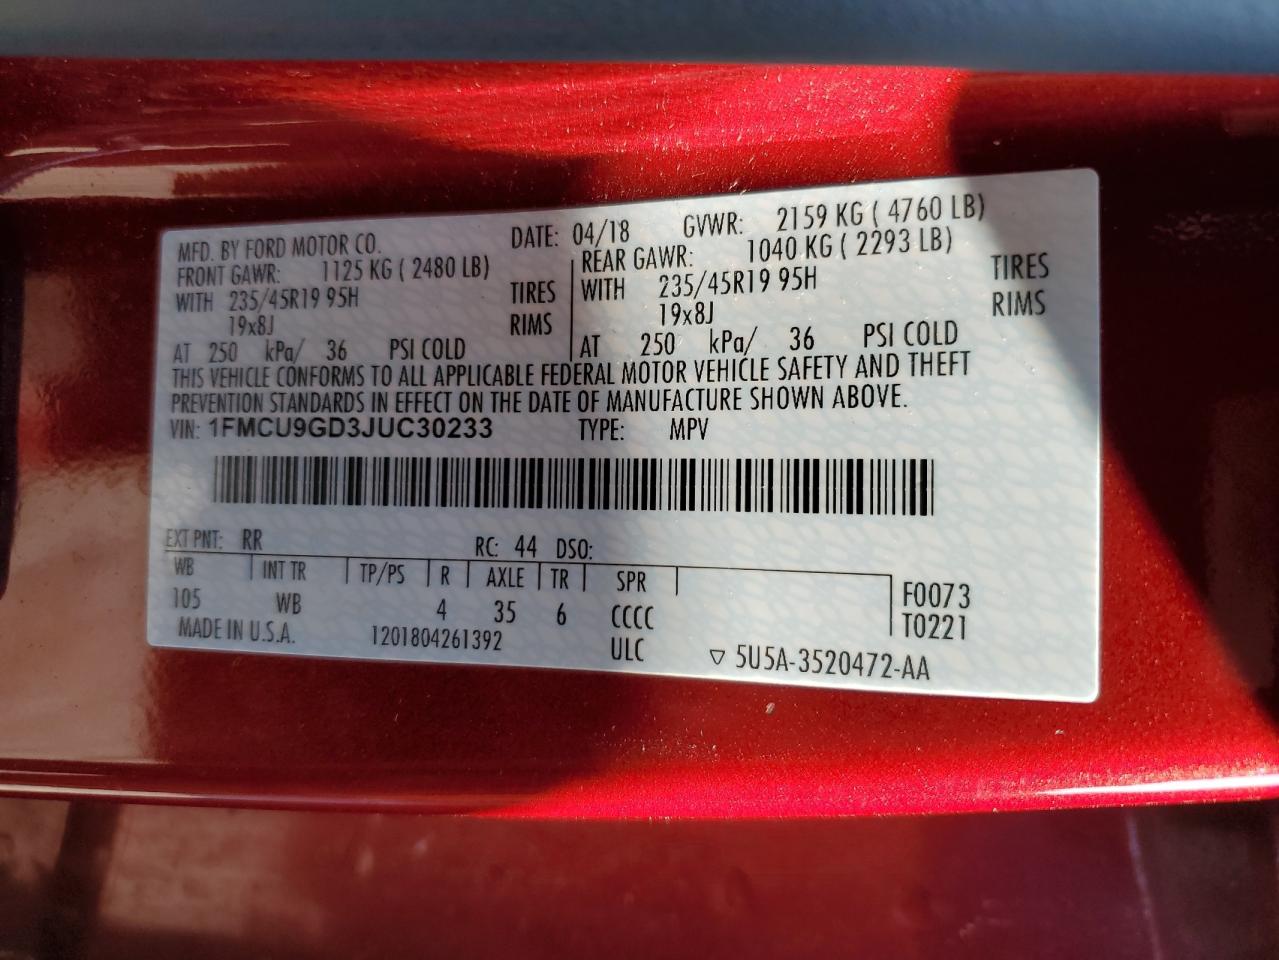 MFD. BY FORD MOTOR CO. DATE: 04/18 GVWR: 2159 KG ( 4760 LB)
FRONT GAWR: 1125 KG ( 2480 LB) REAR GAWR: 1040 KG ( 2293 LB)
WITH 235/45R19 95H TIRES WITH 235/45R19 95H TIRES
19x8J RIMS 19x8J RIMS
AT 250 kPa/ 36 PSI COLD AT 250 kPa/ 36 PSI COLD
THIS VEHICLE CONFORMS TO ALL APPLICABLE FEDERAL MOTOR VEHICLE SAFETY AND THEFT
PREVENTION STANDARDS IN EFFECT ON THE DATE OF MANUFACTURE SHOWN ABOVE.
VIN: 1FMCU9GD3JUC30233 TYPE: MPV
EXT PNT: RR RC: 44 DSO:
WB INT TR TP/PS R AXLE TR SPR F0073
105 WB 4 35 6 CCCC T0221
MADE IN U.S.A. 1201804261392 ULC ▽ 5U5A-3520472-AA